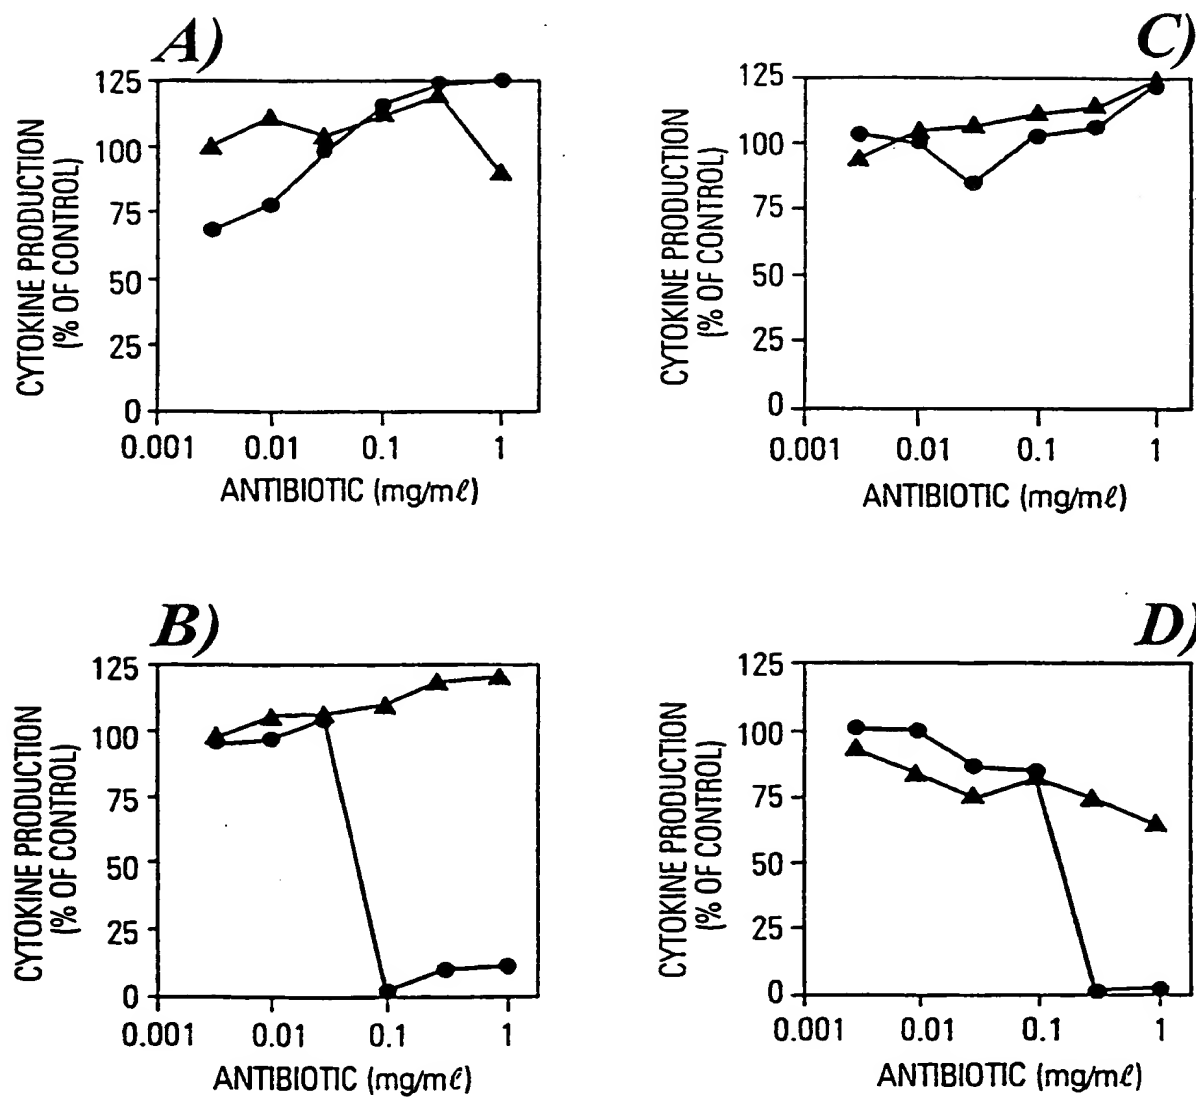 A)
CYTOKINE PRODUCTION
(% OF CONTROL)
125
100
75
50
25
0
0.001 0.01 0.1 1
ANTIBIOTIC (mg/mℓ)
C)
CYTOKINE PRODUCTION
(% OF CONTROL)
125
100
75
50
25
0
0.001 0.01 0.1 1
ANTIBIOTIC (mg/mℓ)
B)
CYTOKINE PRODUCTION
(% OF CONTROL)
125
100
75
50
25
0
0.001 0.01 0.1 1
ANTIBIOTIC (mg/mℓ)
D)
CYTOKINE PRODUCTION
(% OF CONTROL)
125
100
75
50
25
0
0.001 0.01 0.1 1
ANTIBIOTIC (mg/mℓ)